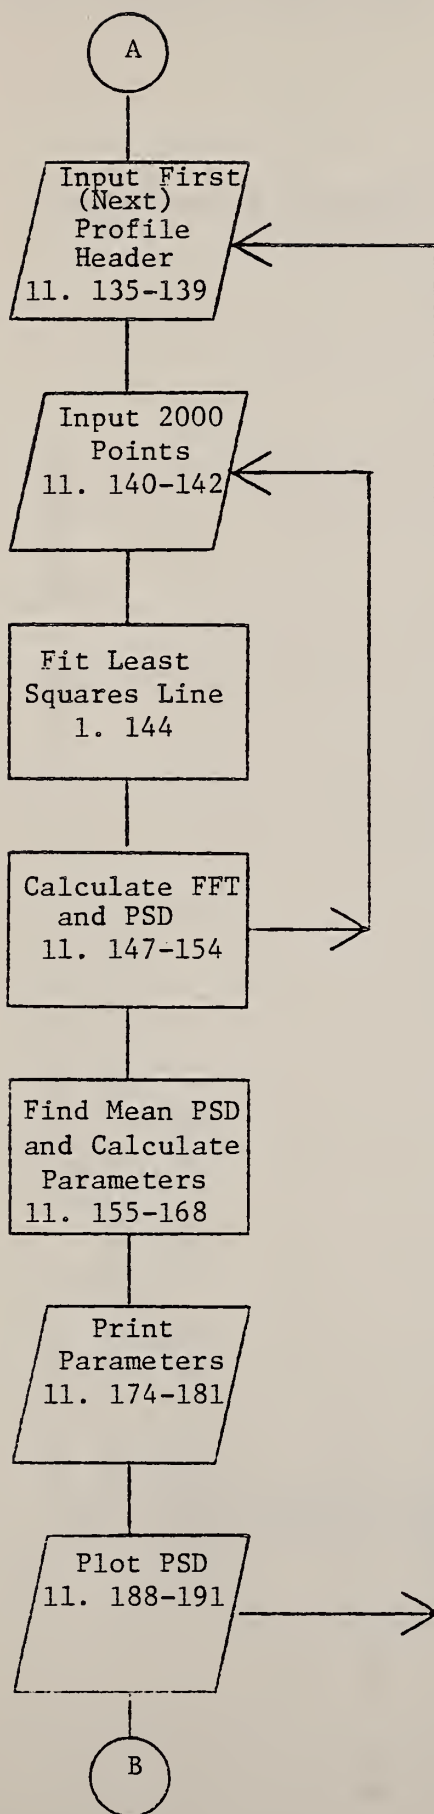 A
Input First
(Next)
Profile
Header
11. 135-139
Input 2000
Points
11. 140-142
Fit Least
Squares Line
1. 144
Calculate FFT
and PSD
11. 147-154
Find Mean PSD
and Calculate
Parameters
11. 155-168
Print
Parameters
11. 174-181
Plot PSD
11. 188-191
B